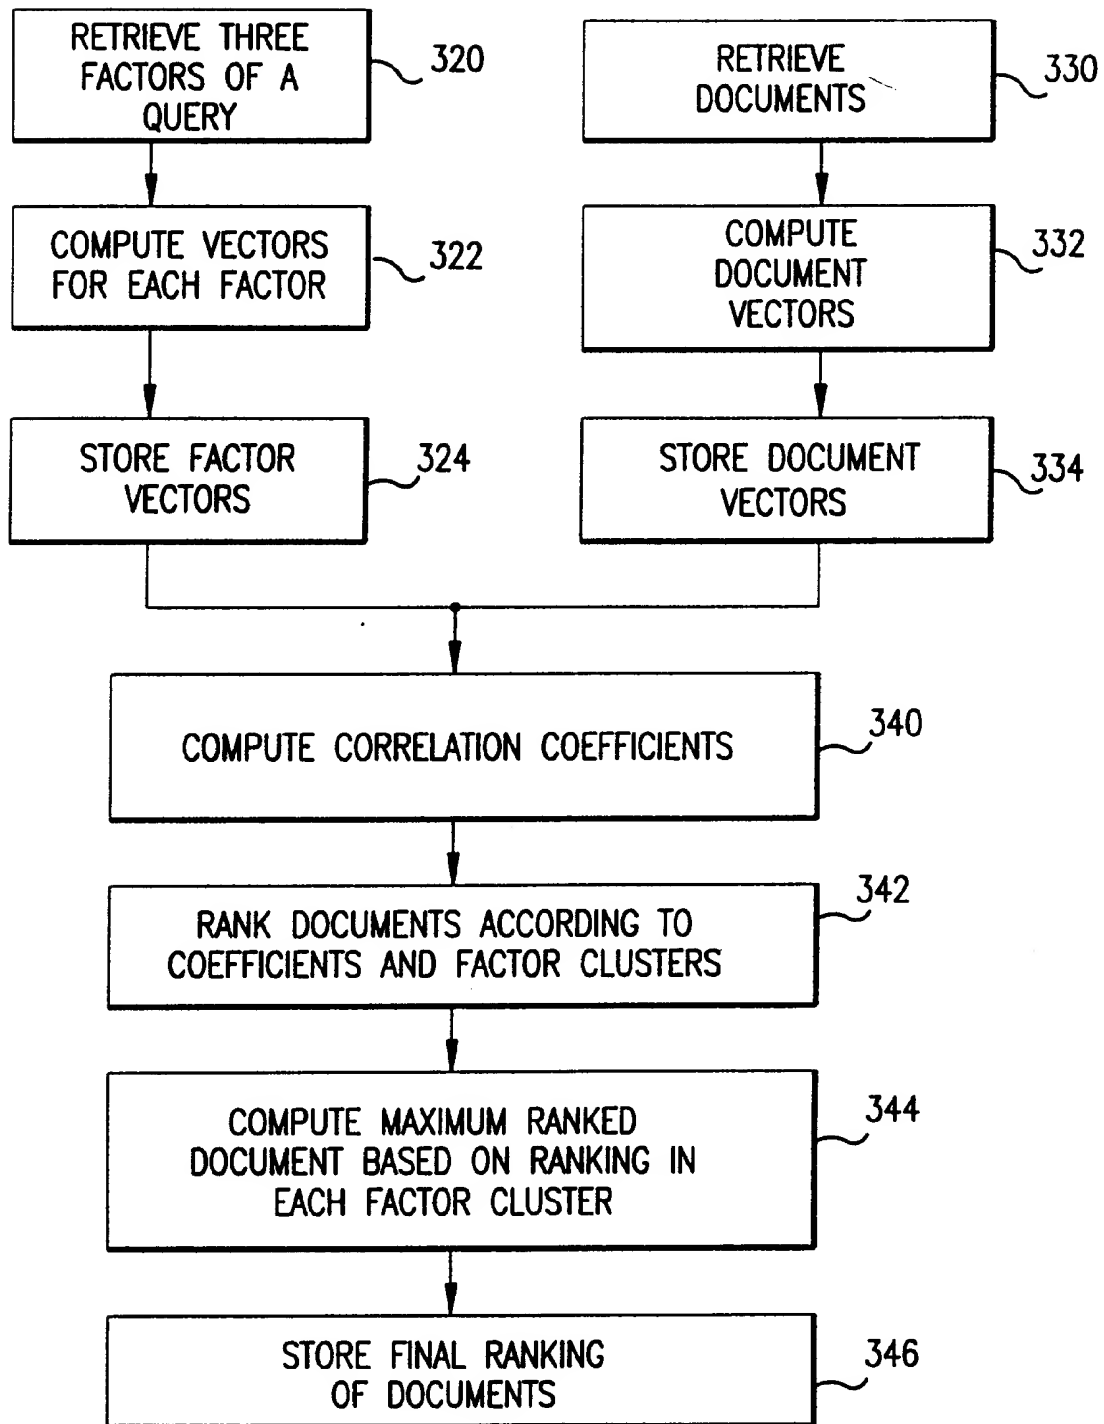 RETRIEVE THREE
FACTORS OF A
QUERY
320
RETRIEVE
DOCUMENTS
330
COMPUTE VECTORS
FOR EACH FACTOR
322
COMPUTE
DOCUMENT
VECTORS
332
STORE FACTOR
VECTORS
324
STORE DOCUMENT
VECTORS
334
COMPUTE CORRELATION COEFFICIENTS
340
RANK DOCUMENTS ACCORDING TO
COEFFICIENTS AND FACTOR CLUSTERS
342
COMPUTE MAXIMUM RANKED
DOCUMENT BASED ON RANKING IN
EACH FACTOR CLUSTER
344
STORE FINAL RANKING
OF DOCUMENTS
346